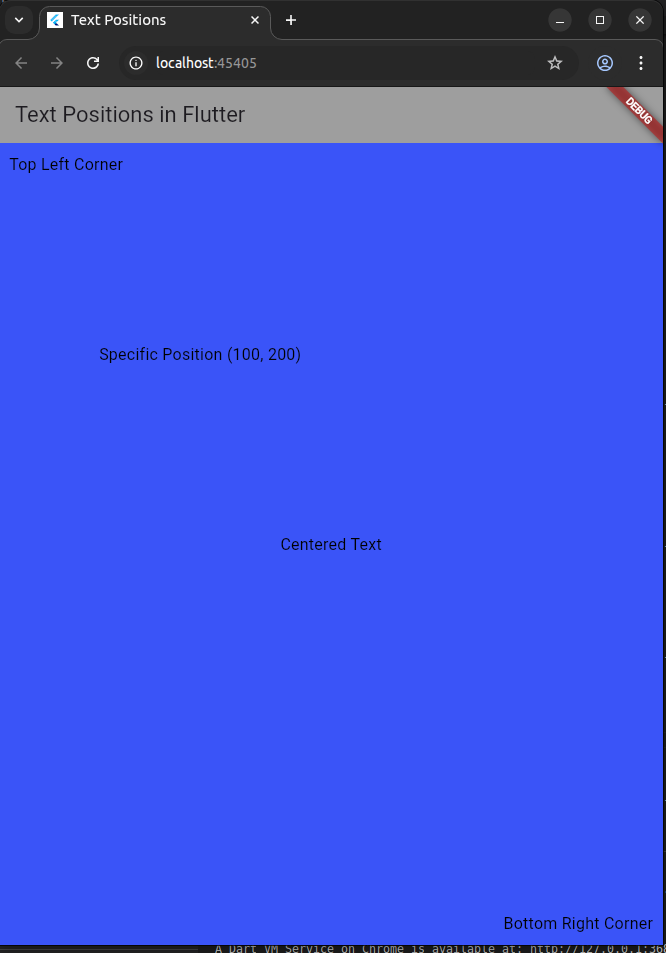 Text Positions
localhost:45405
Text Positions in Flutter
DEBUG
Top Left Corner
Specific Position (100, 200)
Centered Text
Bottom Right Corner
A Dart VM Service on Chrome is available at: http://127.0.0.1:36